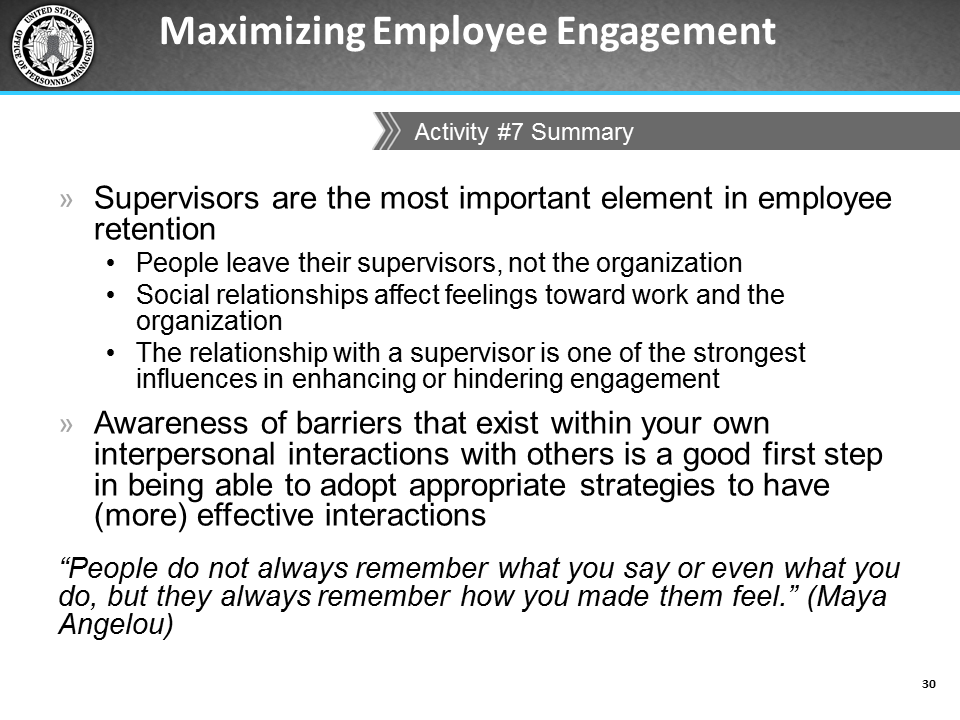 Maximizing Employee Engagement
UNITED STATES
OFFICE OF PERSONNEL MANAGEMENT
Activity #7 Summary
» Supervisors are the most important element in employee
retention
• People leave their supervisors, not the organization
• Social relationships affect feelings toward work and the
organization
• The relationship with a supervisor is one of the strongest
influences in enhancing or hindering engagement
» Awareness of barriers that exist within your own
interpersonal interactions with others is a good first step
in being able to adopt appropriate strategies to have
(more) effective interactions
“People do not always remember what you say or even what you
do, but they always remember how you made them feel.” (Maya
Angelou)
30